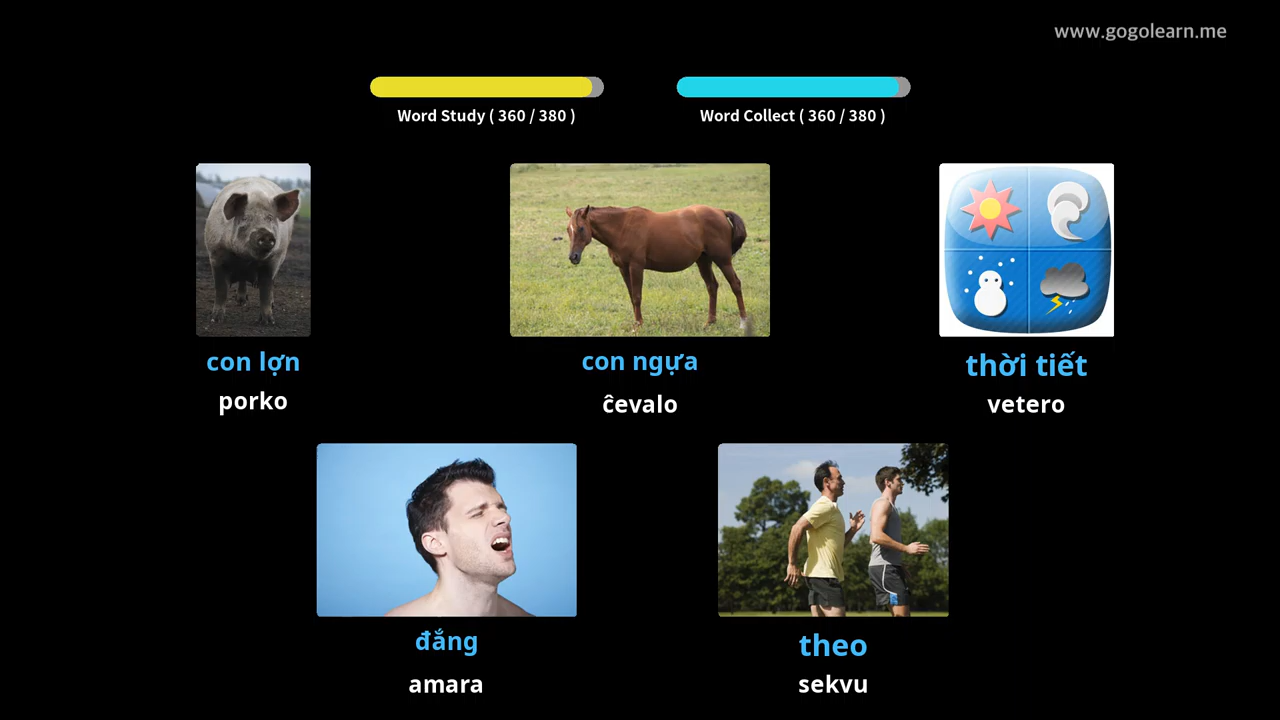 www.gogolearn.me
Word Study ( 360 / 380 )
Word Collect ( 360 / 380 )
con lợn
con ngựa
thời tiết
porko
ĉevalo
vetero
đắng
theo
amara
sekvu